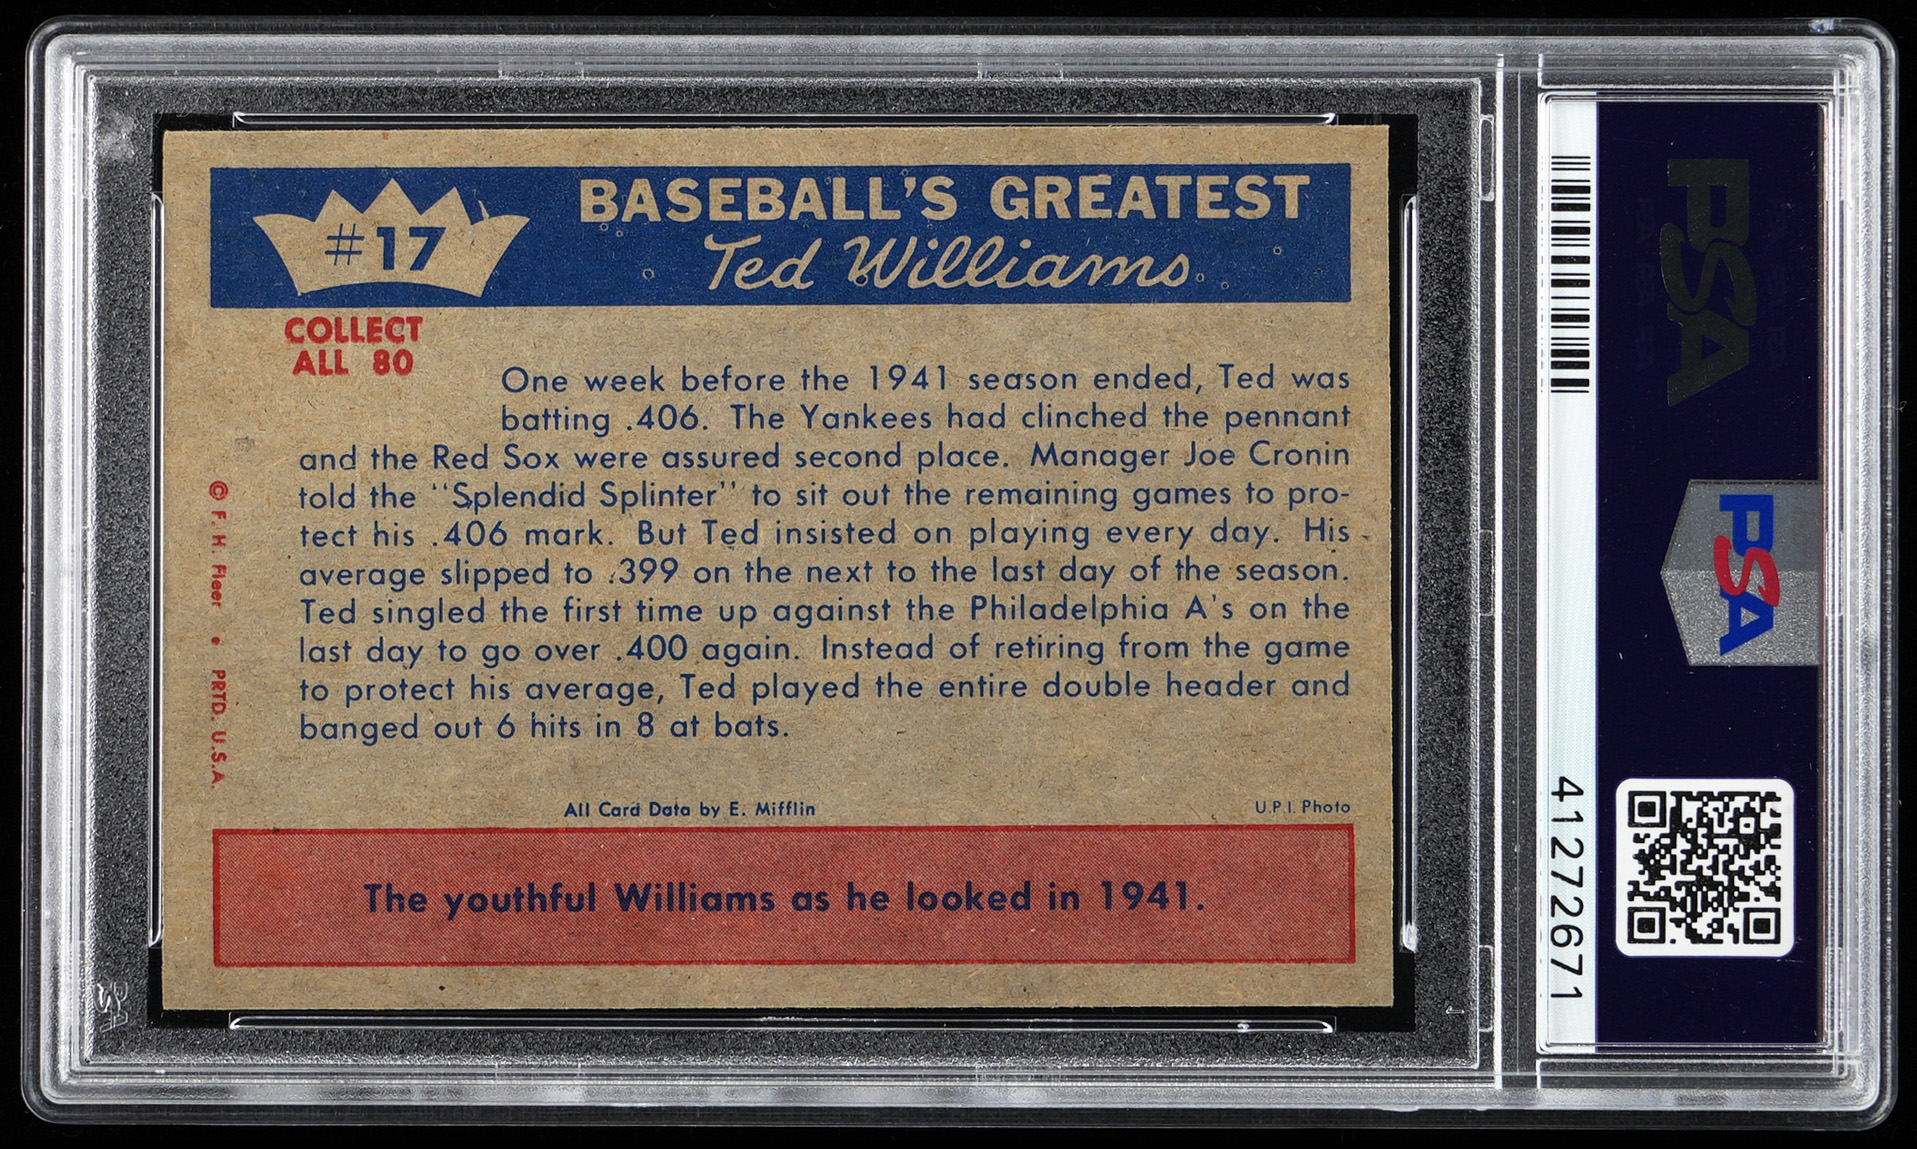 #17
BASEBALL'S GREATEST
Ted Williams
COLLECT
ALL 80
One week before the 1941 season ended, Ted was
batting .406. The Yankees had clinched the pennant
and the Red Sox were assured second place. Manager Joe Cronin
told the "Splendid Splinter" to sit out the remaining games to pro-
tect his .406 mark. But Ted insisted on playing every day. His
average slipped to .399 on the next to the last day of the season.
Ted singled the first time up against the Philadelphia A's on the
last day to go over .400 again. Instead of retiring from the game
to protect his average, Ted played the entire double header and
banged out 6 hits in 8 at bats.
© F. H. Fleer • PRTD. U.S.A.
All Card Data by E. Mifflin
U.P.I. Photo
The youthful Williams as he looked in 1941.
PSA
PSA
PSA
41272671